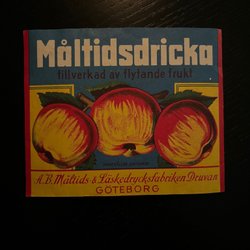 Måltidsdricka
tillverkad av flytande frukt
A.B. Måltids- & Läskedrycksfabriken Druvan
GÖTEBORG